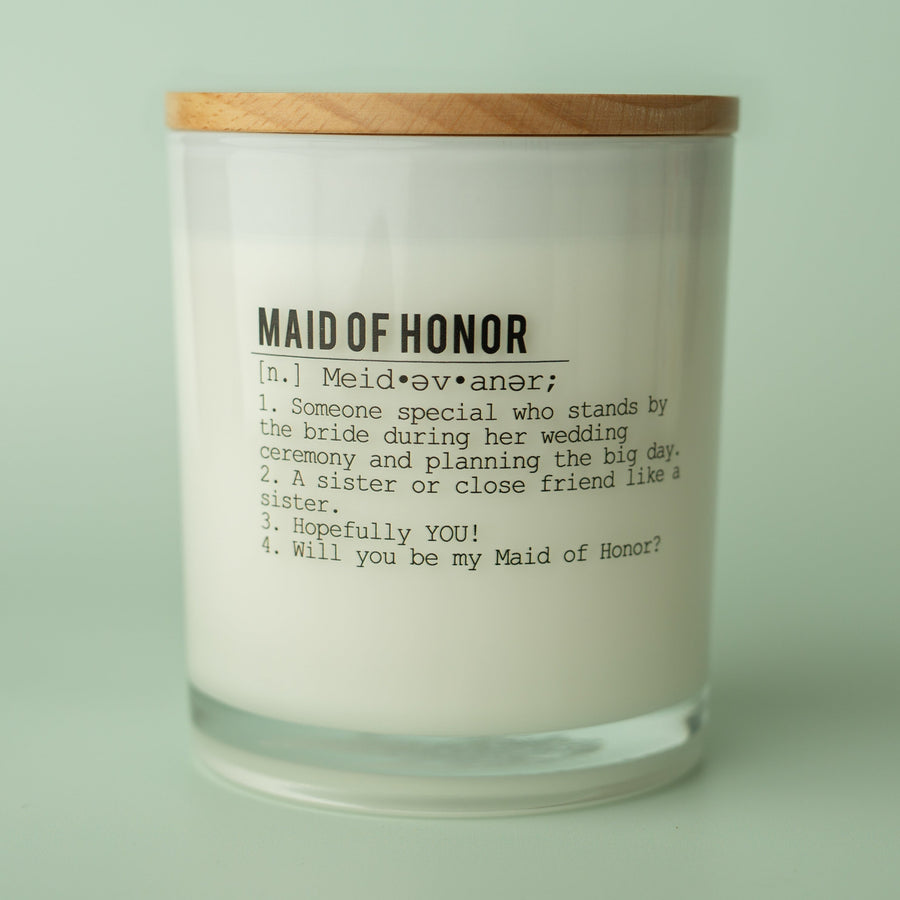 MAID OF HONOR
[n.] Meid•əv•anər;
1. Someone special who stands by
the bride during her wedding
ceremony and planning the big day.
2. A sister or close friend like a
sister.
3. Hopefully YOU!
4. Will you be my Maid of Honor?